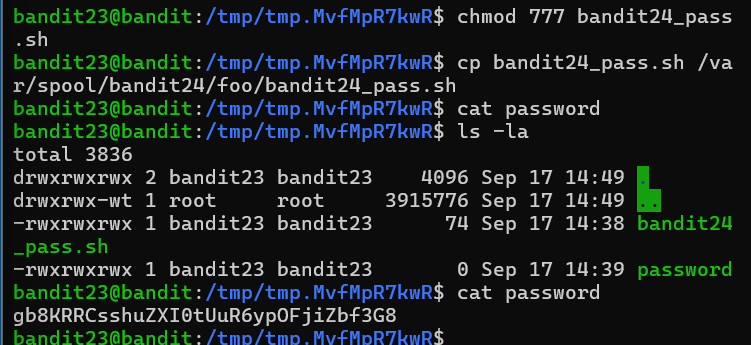 bandit23@bandit:/tmp/tmp.MvfMpR7kwR$ chmod 777 bandit24_pass
.sh
bandit23@bandit:/tmp/tmp.MvfMpR7kwR$ cp bandit24_pass.sh /va
r/spool/bandit24/foo/bandit24_pass.sh
bandit23@bandit:/tmp/tmp.MvfMpR7kwR$ cat password
bandit23@bandit:/tmp/tmp.MvfMpR7kwR$ ls -la
total 3836
drwxrwxrwx 2 bandit23 bandit23    4096 Sep 17 14:49 .
drwxrwx-wt 1 root     root     3915776 Sep 17 14:49 ..
-rwxrwxrwx 1 bandit23 bandit23      74 Sep 17 14:38 bandit24
_pass.sh
-rwxrwxrwx 1 bandit23 bandit23       0 Sep 17 14:39 password
bandit23@bandit:/tmp/tmp.MvfMpR7kwR$ cat password
gb8KRRCsshuZXI0tUuR6ypOFjiZbf3G8
bandit23@bandit:/tmp/tmp.MvfMpR7kwR$